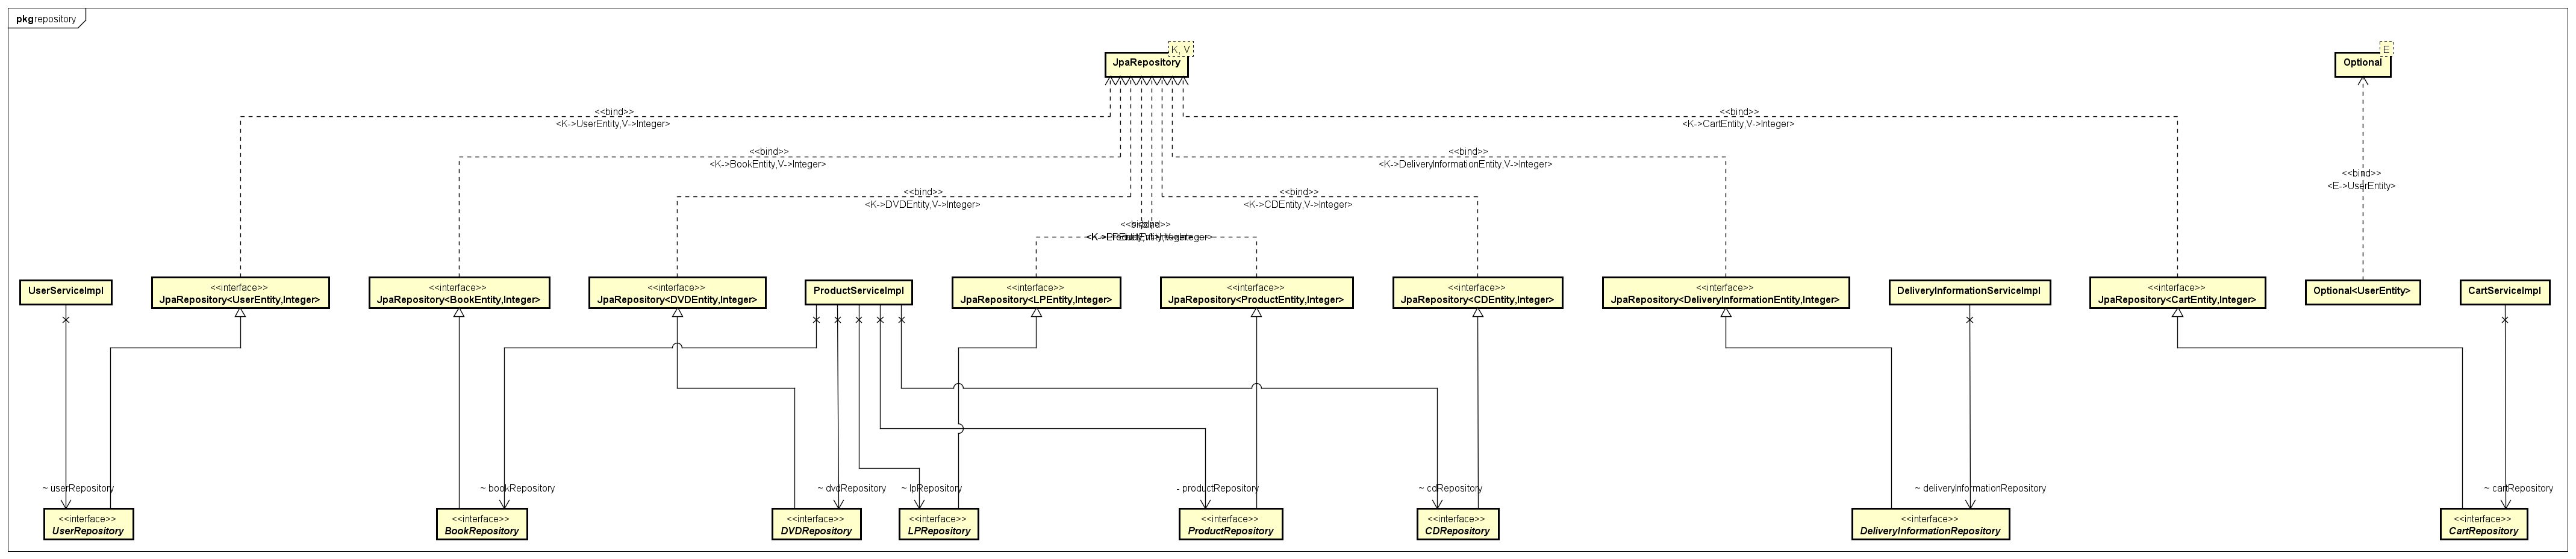 pkg repository
K, V
JpaRepository
E
Optional
<<bind>>
<K->UserEntity,V->Integer>
<<bind>>
<K->CartEntity,V->Integer>
<<bind>>
<K->BookEntity,V->Integer>
<<bind>>
<K->DeliveryInformationEntity,V->Integer>
<<bind>>
<E->UserEntity>
<<bind>>
<K->DVDEntity,V->Integer>
<<bind>>
<K->CDEntity,V->Integer>
UserServiceImpl
<<interface>>
JpaRepository<UserEntity,Integer>
<<interface>>
JpaRepository<BookEntity,Integer>
<<interface>>
JpaRepository<DVDEntity,Integer>
ProductServiceImpl
<<interface>>
JpaRepository<LPEntity,Integer>
<<interface>>
JpaRepository<ProductEntity,Integer>
<<interface>>
JpaRepository<CDEntity,Integer>
<<interface>>
JpaRepository<DeliveryInformationEntity,Integer>
DeliveryInformationServiceImpl
<<interface>>
JpaRepository<CartEntity,Integer>
Optional<UserEntity>
CartServiceImpl
~ userRepository
~ bookRepository
~ dvdRepository
~ lpRepository
- productRepository
~ cdRepository
~ deliveryInformationRepository
~ cartRepository
<<interface>>
UserRepository
<<interface>>
BookRepository
<<interface>>
DVDRepository
<<interface>>
LPRepository
<<interface>>
ProductRepository
<<interface>>
CDRepository
<<interface>>
DeliveryInformationRepository
<<interface>>
CartRepository